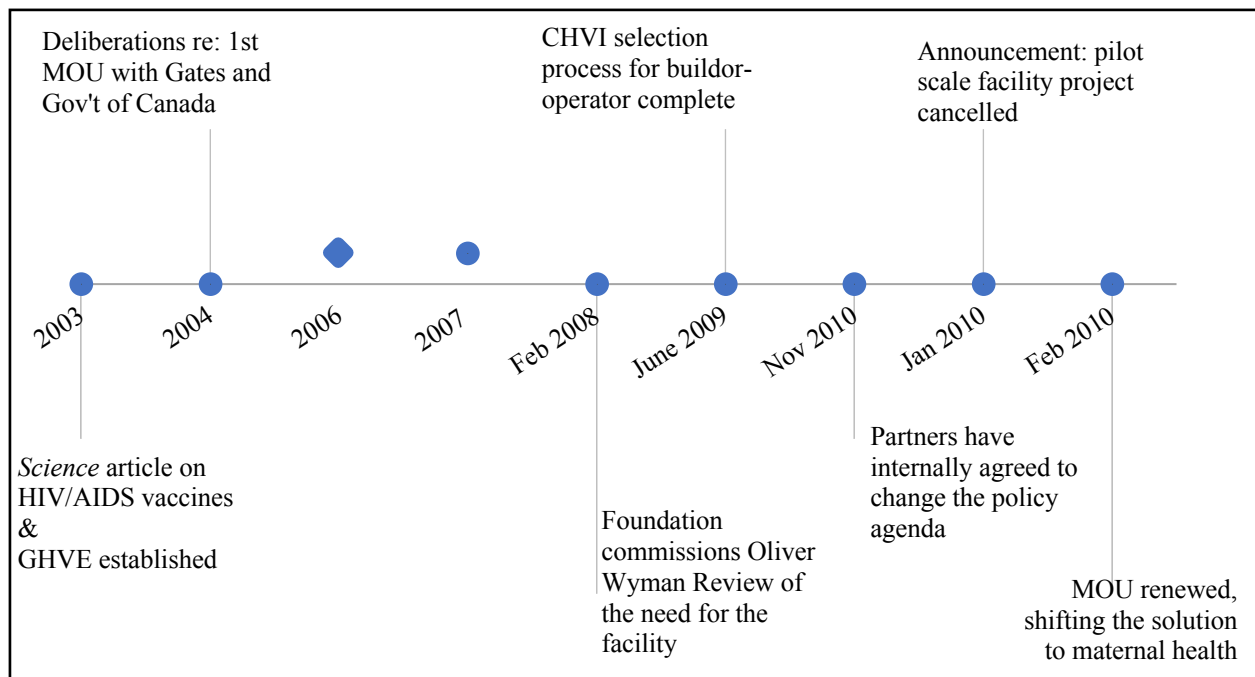 Deliberations re: 1st
MOU with Gates and
Gov't of Canada
CHVI selection
process for buildor-
operator complete
Announcement: pilot
scale facility project
cancelled
2003
2004
2006
2007
Feb 2008
June 2009
Nov 2010
Jan 2010
Feb 2010
Science article on
HIV/AIDS vaccines
&
GHVE established
Foundation
commissions Oliver
Wyman Review of
the need for the
facility
Partners have
internally agreed to
change the policy
agenda
MOU renewed,
shifting the solution
to maternal health